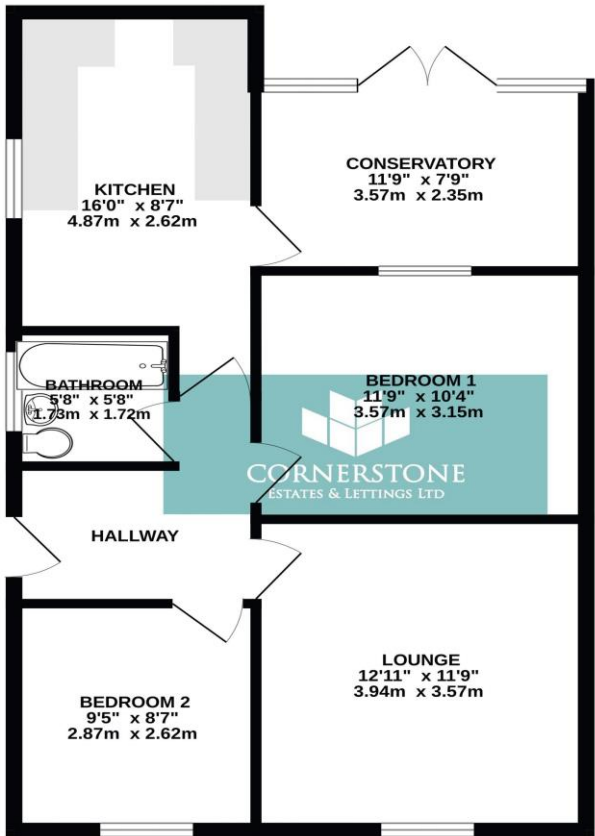 KITCHEN
16'0" x 8'7"
4.87m x 2.62m
CONSERVATORY
11'9" x 7'9"
3.57m x 2.35m
BATHROOM
5'8" x 5'8"
1.73m x 1.72m
BEDROOM 1
11'9" x 10'4"
3.57m x 3.15m
CORNERSTONE
ESTATES & LETTINGS LTD
HALLWAY
LOUNGE
12'11" x 11'9"
3.94m x 3.57m
BEDROOM 2
9'5" x 8'7"
2.87m x 2.62m